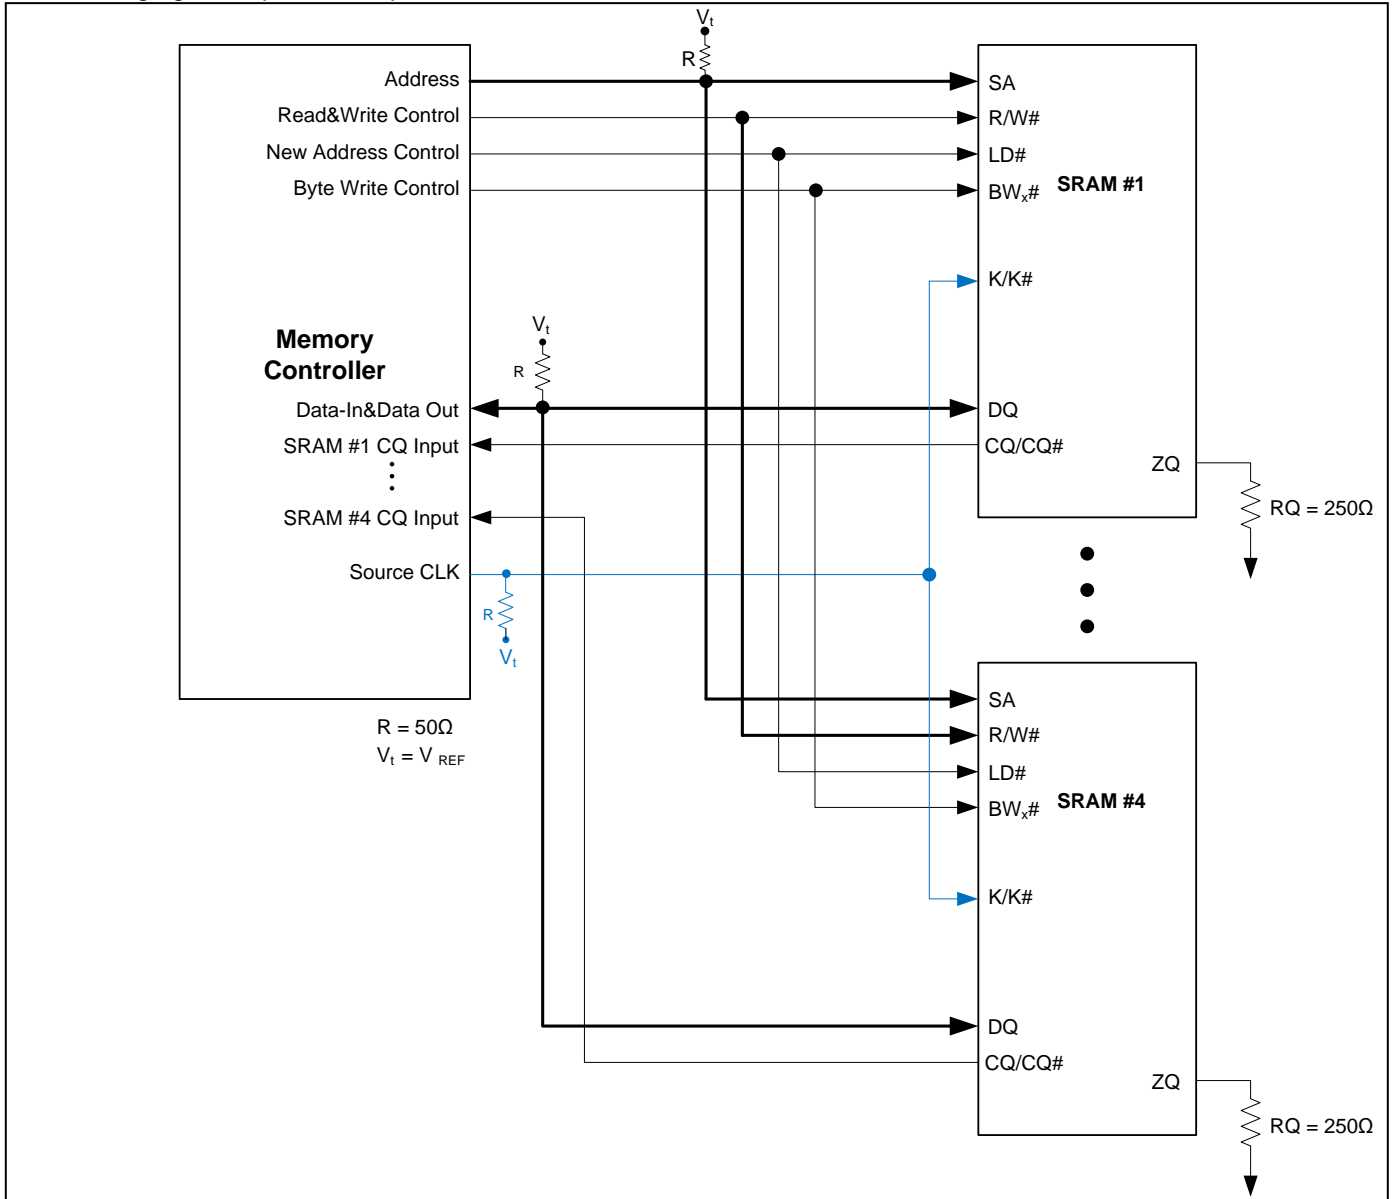 Vt
R
Address
Read&Write Control
New Address Control
Byte Write Control
Memory
Controller
Data-In&Data Out
SRAM #1 CQ Input
SRAM #4 CQ Input
Source CLK
Vt
R
R
Vt
R = 50Ω
Vt = V REF
SA
R/W#
LD#
BWx#
SRAM #1
K/K#
DQ
CQ/CQ#
ZQ
RQ = 250Ω
SA
R/W#
LD#
BWx#
SRAM #4
K/K#
DQ
CQ/CQ#
ZQ
RQ = 250Ω